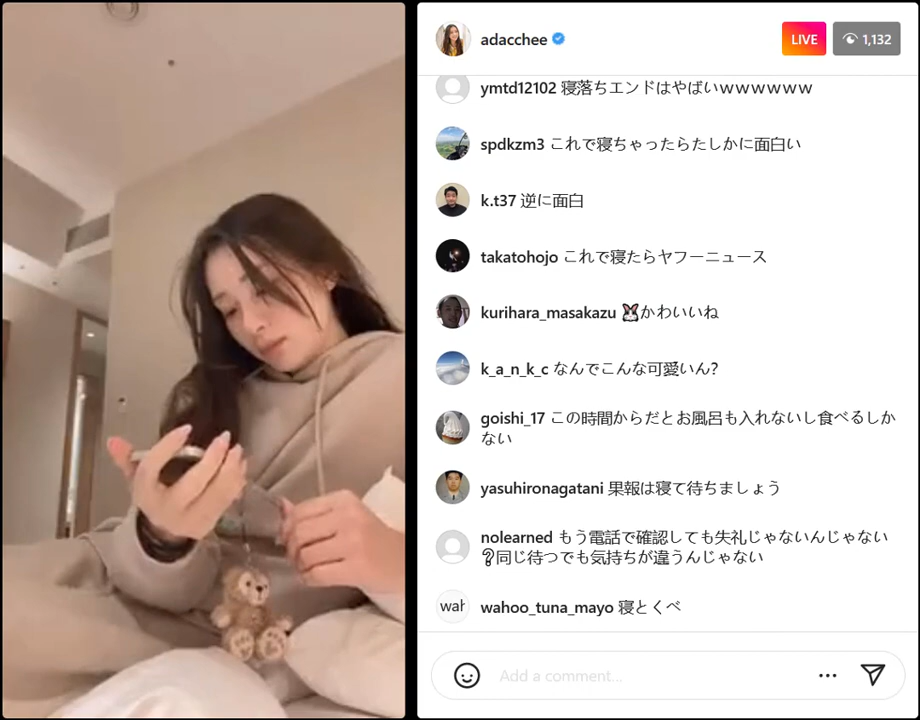 adacchee
LIVE
1,132
ymtd12102 寝落ちエンドはやばいwwwwww
spdkzm3 これで寝ちゃったらたしかに面白い
k.t37 逆に面白
takatohojo これで寝たらヤフーニュース
kurihara_masakazu 🐰かわいいね
k_a_n_k_c なんでこんな可愛いん?
goishi_17 この時間からだとお風呂も入れないし食べるしか
ない
yasuhironagatani 果報は寝て待ちましょう
nolearned もう電話で確認しても失礼じゃないんじゃない
❔同じ待つでも気持ちが違うんじゃない
wał
wahoo_tuna_mayo 寝とくべ
Add a comment...